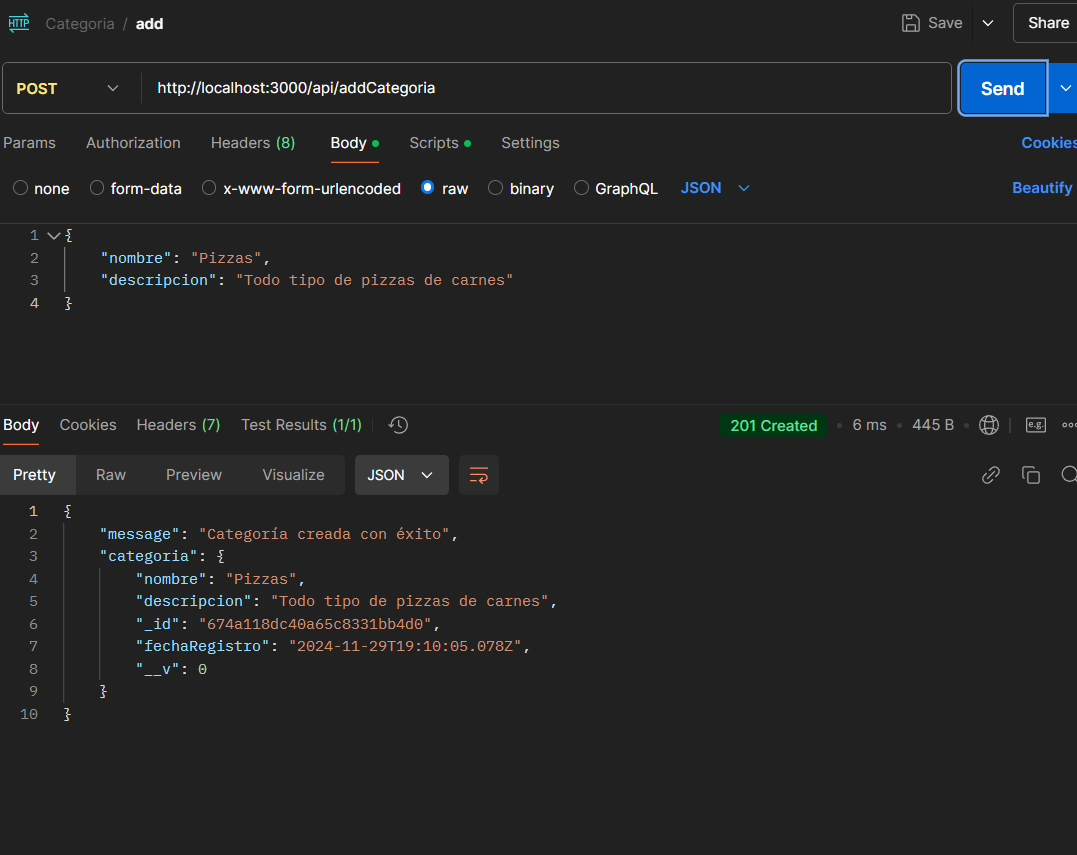 HTTP Categoria / add Save Share
POST http://localhost:3000/api/addCategoria Send
Params Authorization Headers (8) Body Scripts Settings Cookies
none form-data x-www-form-urlencoded raw binary GraphQL JSON Beautify
1 {
2 "nombre": "Pizzas",
3 "descripcion": "Todo tipo de pizzas de carnes"
4 }
Body Cookies Headers (7) Test Results (1/1) 201 Created 6 ms 445 B e.g.
Pretty Raw Preview Visualize JSON
1 {
2 "message": "Categoría creada con éxito",
3 "categoria": {
4 "nombre": "Pizzas",
5 "descripcion": "Todo tipo de pizzas de carnes",
6 "_id": "674a118dc40a65c8331bb4d0",
7 "fechaRegistro": "2024-11-29T19:10:05.078Z",
8 "__v": 0
9 }
10 }